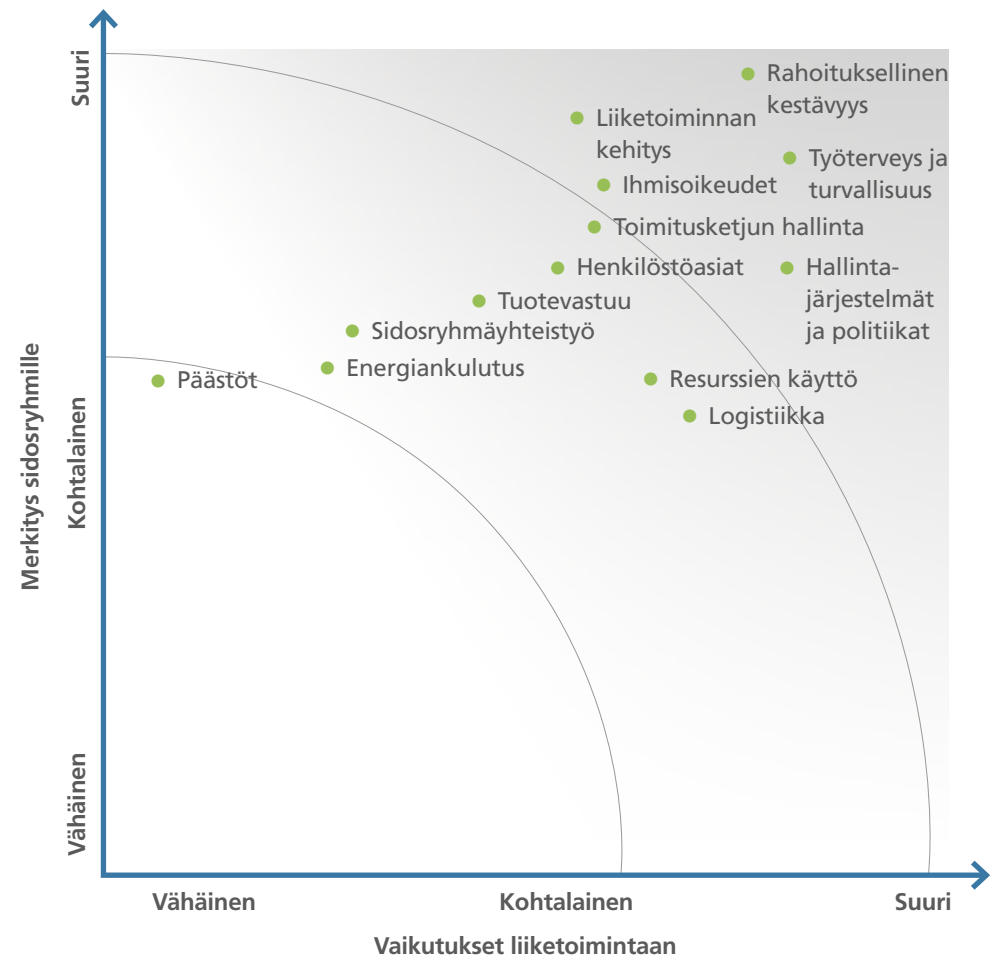 Suuri
Rahoituksellinen
kestävyys
Liiketoiminnan
kehitys
Työterveys ja
turvallisuus
Ihmisoikeudet
Toimitusketjun hallinta
Henkilöstöasiat
Hallinta-
järjestelmät
ja politiikat
Tuotevastuu
Sidosryhmäyhteistyö
Energiankulutus
Päästöt
Resurssien käyttö
Logistiikka
Merkitys sidosryhmille
Kohtalainen
Vähäinen
Vähäinen
Kohtalainen
Suuri
Vaikutukset liiketoimintaan